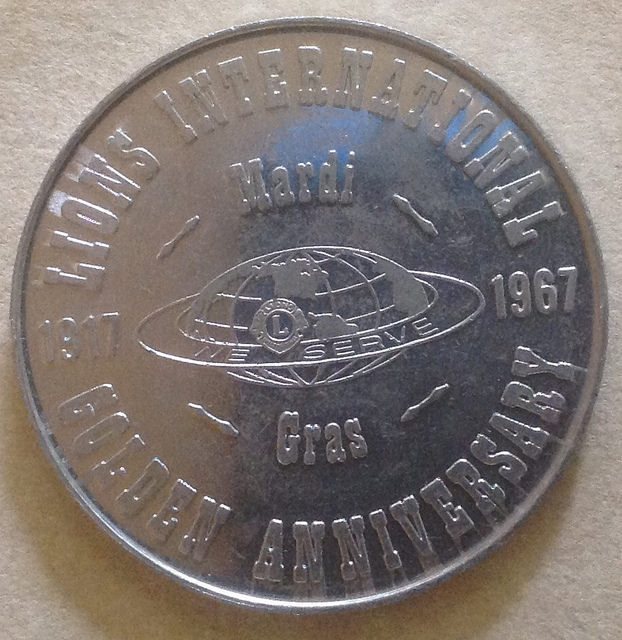 LIONS INTERNATIONAL
Mardi
1917
1967
L
WE SERVE
Gras
GOLDEN ANNIVERSARY